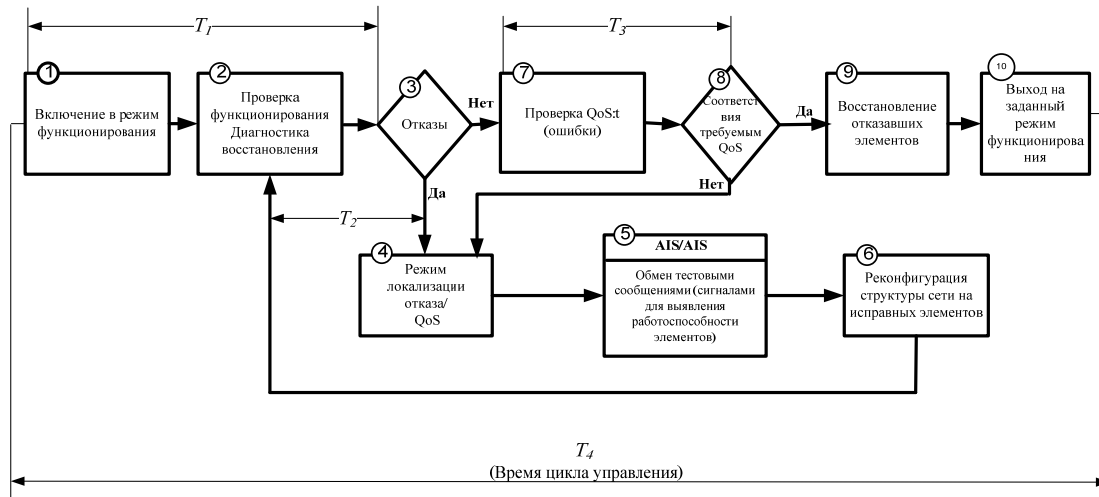 T1
T3
1
Включение в режим
функционирования
2
Проверка
функционирования
Диагностика
восстановления
3
Отказы
Нет
Да
7
Проверка QoS:t
(ошибки)
8
Соответст
вия
требуемым
QoS
Да
Нет
9
Восстановление
отказавших
элементов
10
Выход на
заданный
режим
функционирова
ния
T2
4
Режим
локализации
отказа/
QoS
5
AIS/AIS
Обмен тестовыми
сообщениями (сигналами
для выявления
работоспособности
элементов)
6
Реконфигурация
структуры сети на
исправных элементов
T4
(Время цикла управления)